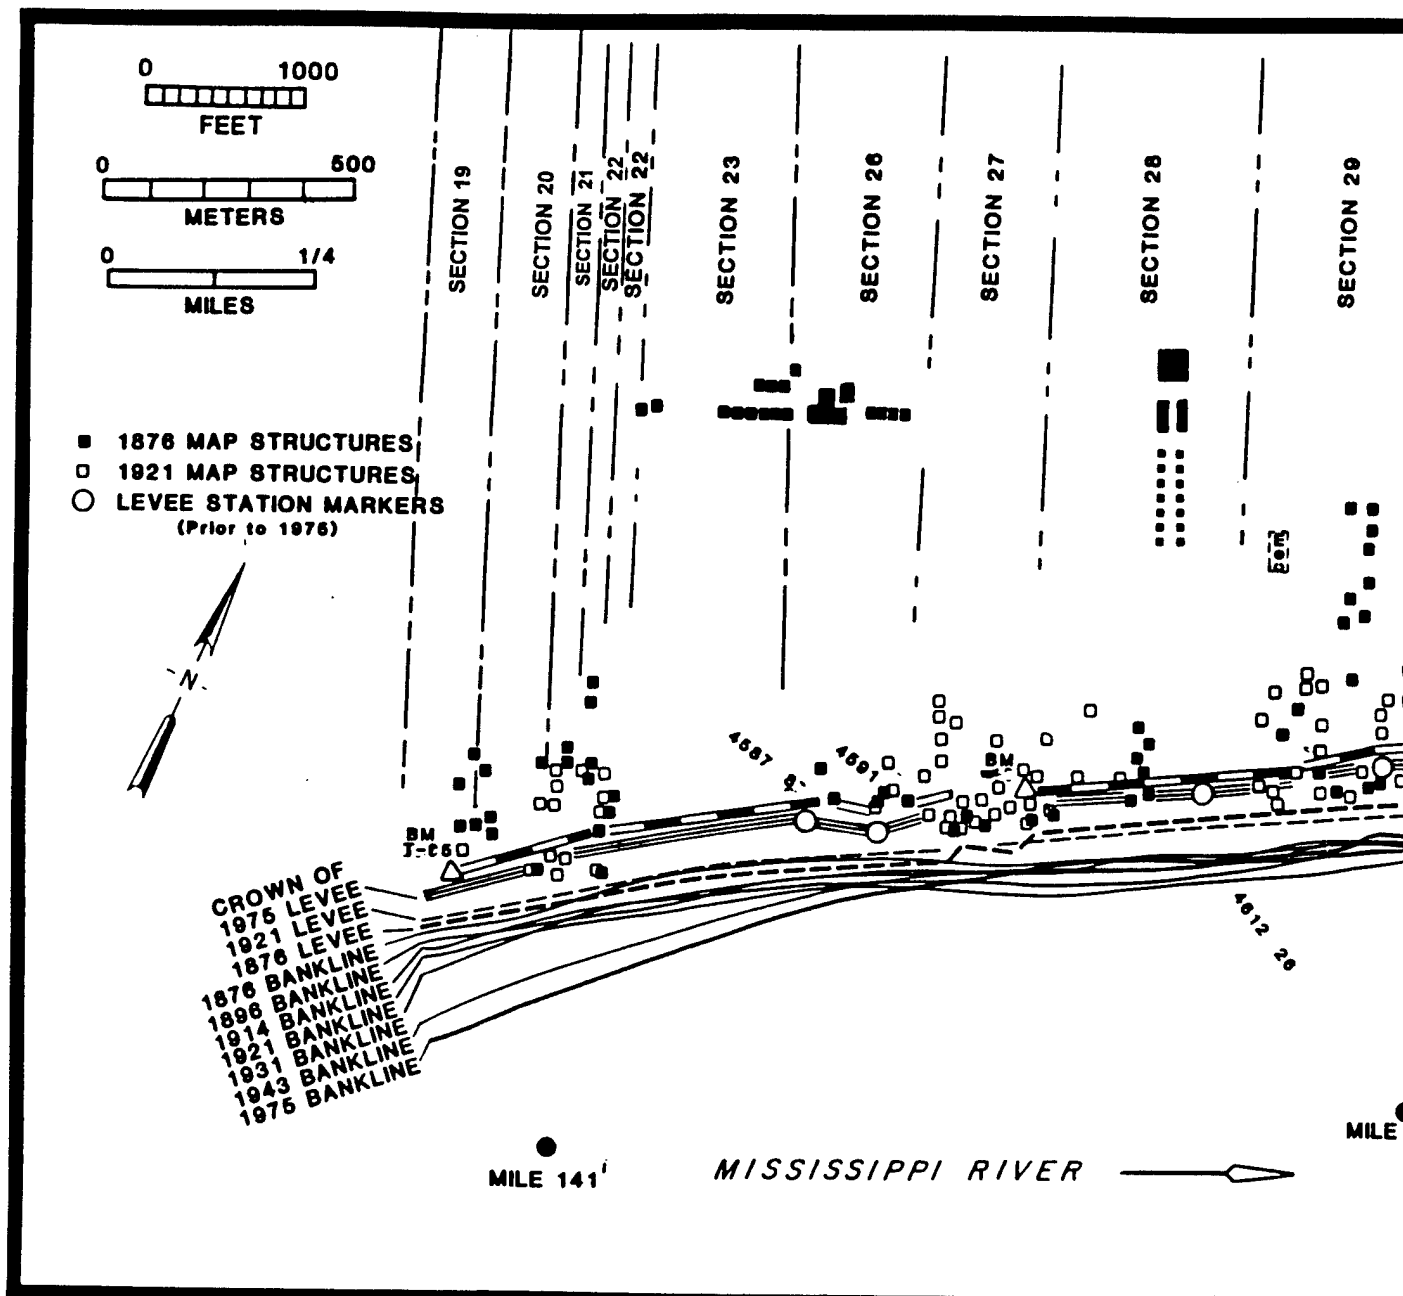 0 1000
FEET
0 500
METERS
0 1/4
MILES
SECTION 19
SECTION 20
SECTION 21
SECTION 22
SECTION 22
SECTION 23
SECTION 26
SECTION 27
SECTION 28
SECTION 29
1876 MAP STRUCTURES
1921 MAP STRUCTURES
LEVEE STATION MARKERS
(Prior to 1975)
N
cem
4587
4591
BM
BM
4612 26
CROWN OF
1975 LEVEE
1921 LEVEE
1876 LEVEE
1876 BANKLINE
1896 BANKLINE
1914 BANKLINE
1921 BANKLINE
1931 BANKLINE
1943 BANKLINE
1975 BANKLINE
MILE 141
MISSISSIPPI RIVER
MILE